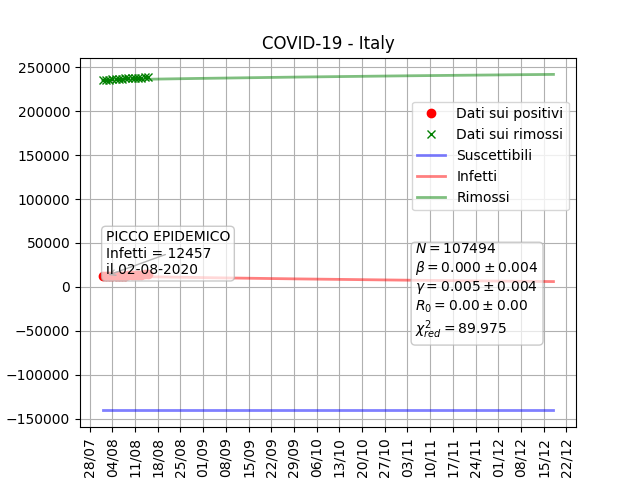 COVID-19 - Italy
250000
200000
150000
100000
50000
0
−50000
−100000
−150000
Dati sui positivi
Dati sui rimossi
Suscettibili
Infetti
Rimossi
PICCO EPIDEMICO
Infetti = 12457
il 02-08-2020
N = 107494
β = 0.000 ± 0.004
γ = 0.005 ± 0.004
R₀ = 0.00 ± 0.00
χ²red = 89.975
28/07
04/08
11/08
18/08
25/08
01/09
08/09
15/09
22/09
29/09
06/10
13/10
20/10
27/10
03/11
10/11
17/11
24/11
01/12
08/12
15/12
22/12